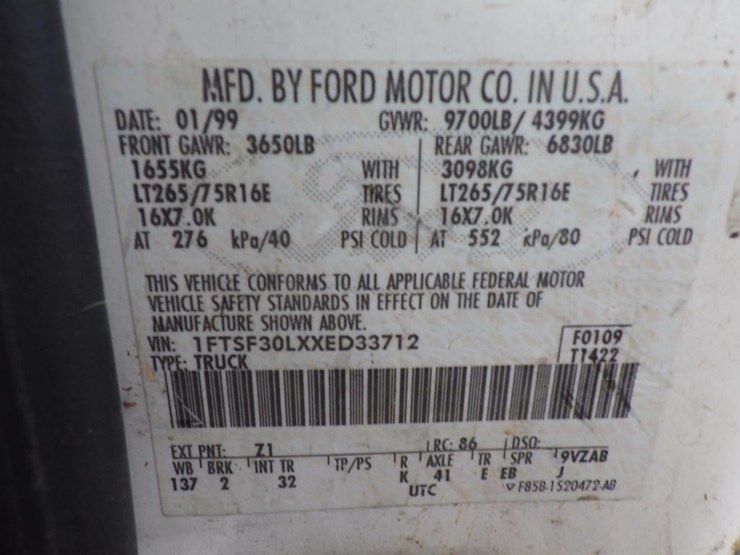 MFD. BY FORD MOTOR CO. IN U.S.A.
DATE: 01/99 GVWR: 9700LB/ 4399KG
FRONT GAWR: 3650LB REAR GAWR: 6830LB
1655KG WITH 3098KG WITH
LT265/75R16E TIRES LT265/75R16E TIRES
16X7.0K RIMS 16X7.0K RIMS
AT 276 kPa/40 PSI COLD AT 552 kPa/80 PSI COLD
THIS VEHICLE CONFORMS TO ALL APPLICABLE FEDERAL MOTOR
VEHICLE SAFETY STANDARDS IN EFFECT ON THE DATE OF
MANUFACTURE SHOWN ABOVE.
VIN: 1FTSF30LXXED33712 F0109
TYPE: TRUCK T1422
EXT PNT: Z1 RC: 86 DSO:
WB BRK INT TR TP/PS R AXLE TR SPR 9VZAB
137 2 32 K 41 E EB J
UTC F85B-1520472-AB